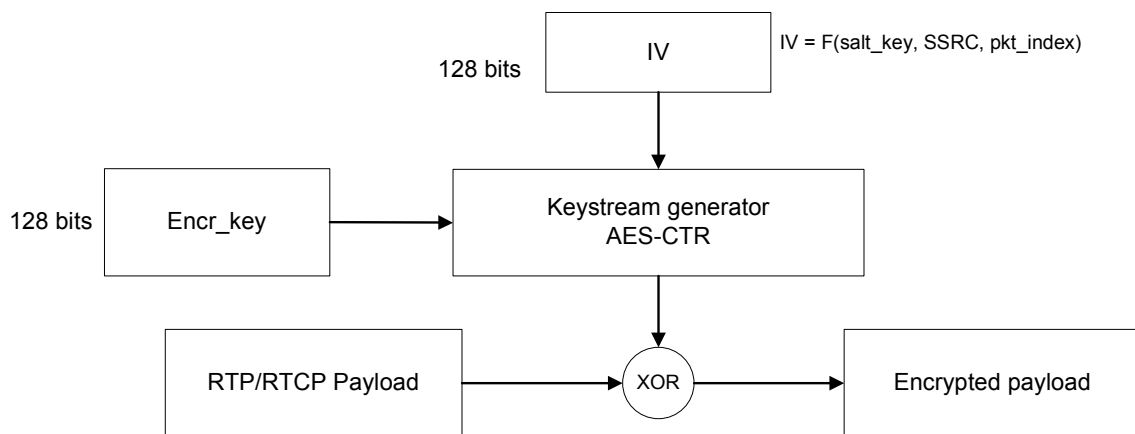 IV
IV = F(salt_key, SSRC, pkt_index)
128 bits
128 bits
Encr_key
Keystream generator
AES-CTR
RTP/RTCP Payload
XOR
Encrypted payload